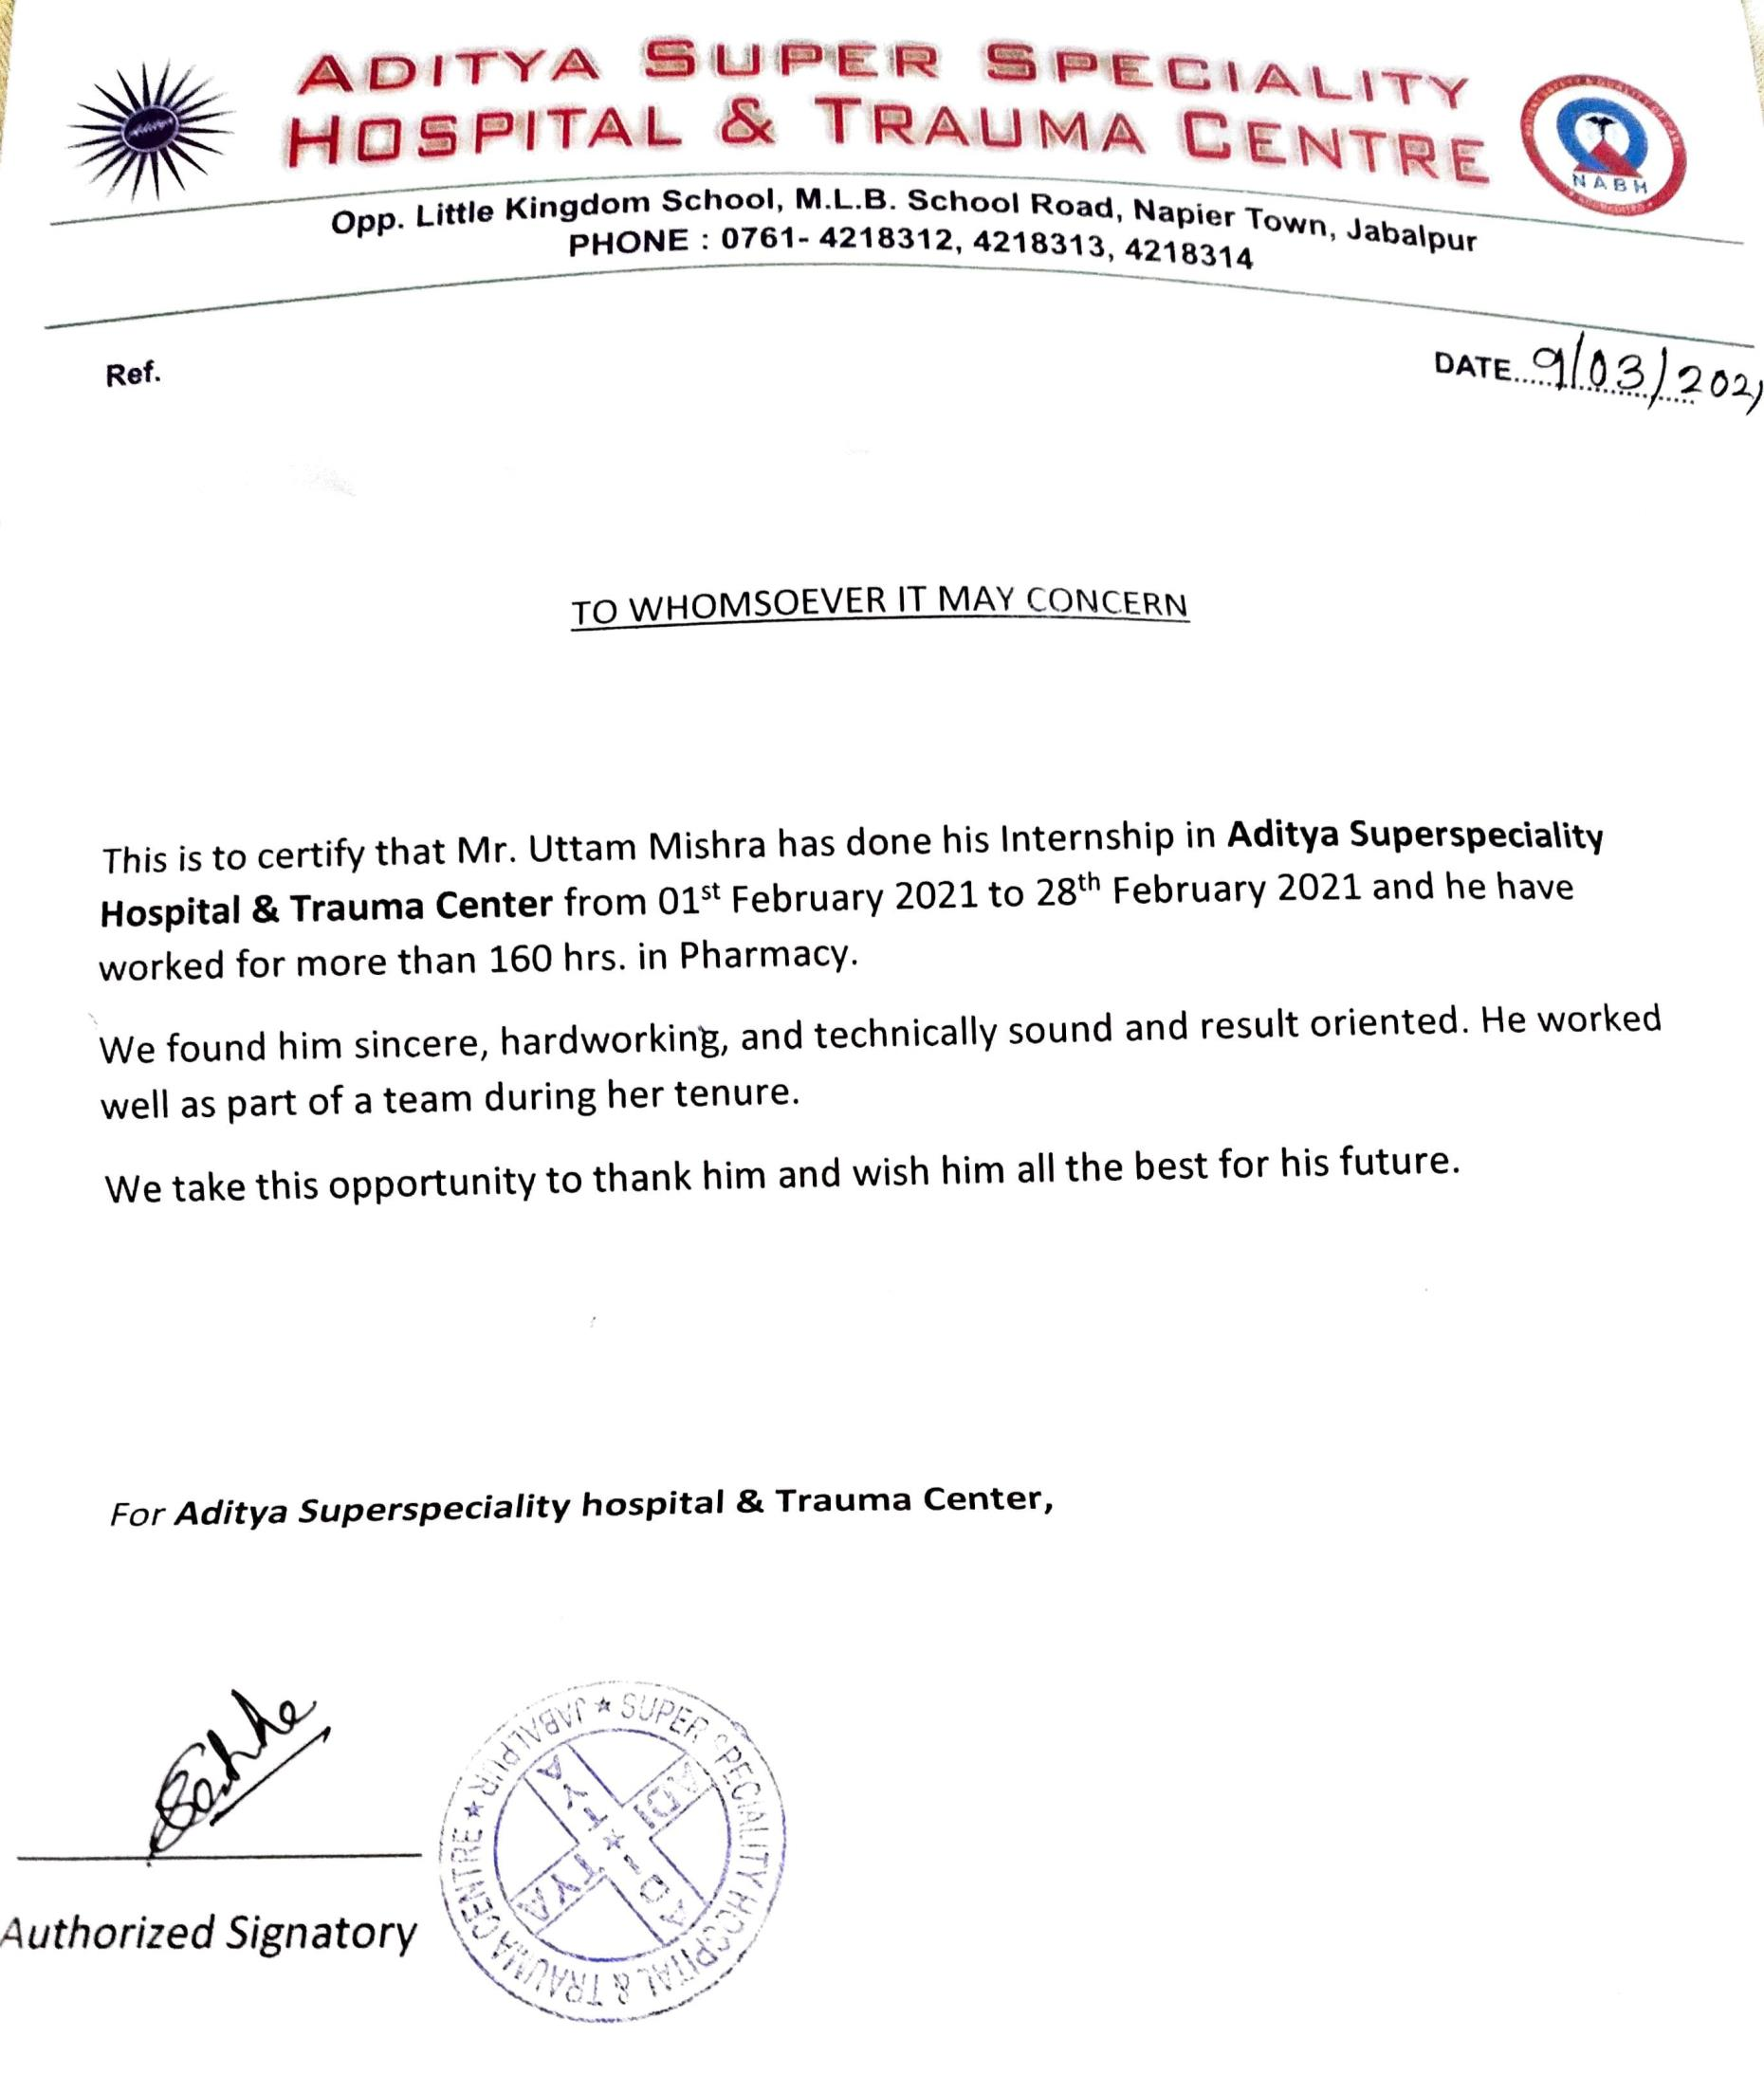 ADITYA SUPER SPECIALITY
HOSPITAL & TRAUMA CENTRE
NABH
Opp. Little Kingdom School, M.L.B. School Road, Napier Town, Jabalpur
PHONE : 0761- 4218312, 4218313, 4218314
Ref.
DATE 9/03/2021
TO WHOMSOEVER IT MAY CONCERN
This is to certify that Mr. Uttam Mishra has done his Internship in Aditya Superspeciality
Hospital & Trauma Center from 01st February 2021 to 28th February 2021 and he have
worked for more than 160 hrs. in Pharmacy.
We found him sincere, hardworking, and technically sound and result oriented. He worked
well as part of a team during her tenure.
We take this opportunity to thank him and wish him all the best for his future.
For Aditya Superspeciality hospital & Trauma Center,
Authorized Signatory
SUPER SPECIALITY HOSPITAL & TRAUMA CENTRE ★ JABALPUR ★
ADITYA
ADITYA